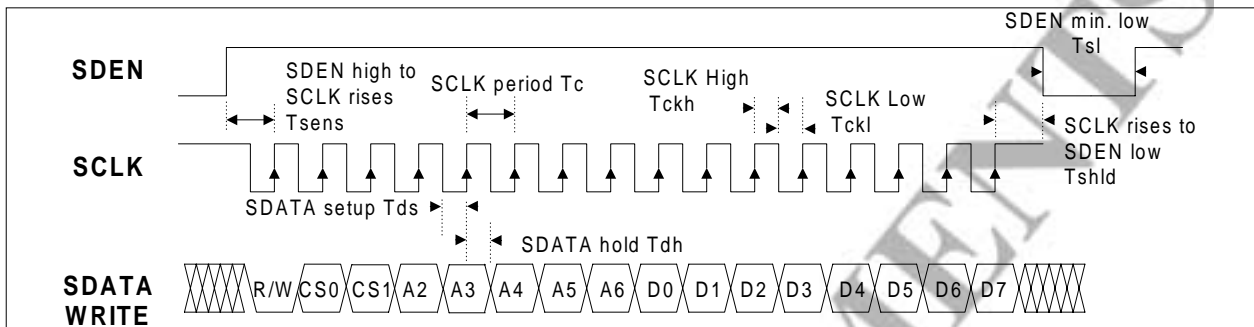 SDEN min. low
Tsl
SDEN
SDEN high to
SCLK rises
Tsens
SCLK period Tc
SCLK High
Tckh
SCLK Low
Tckl
SCLK rises to
SDEN low
Tshld
SCLK
SDATA setup Tds
SDATA hold Tdh
SDATA
WRITE
R/W CS0 CS1 A2 A3 A4 A5 A6 D0 D1 D2 D3 D4 D5 D6 D7
MENTS